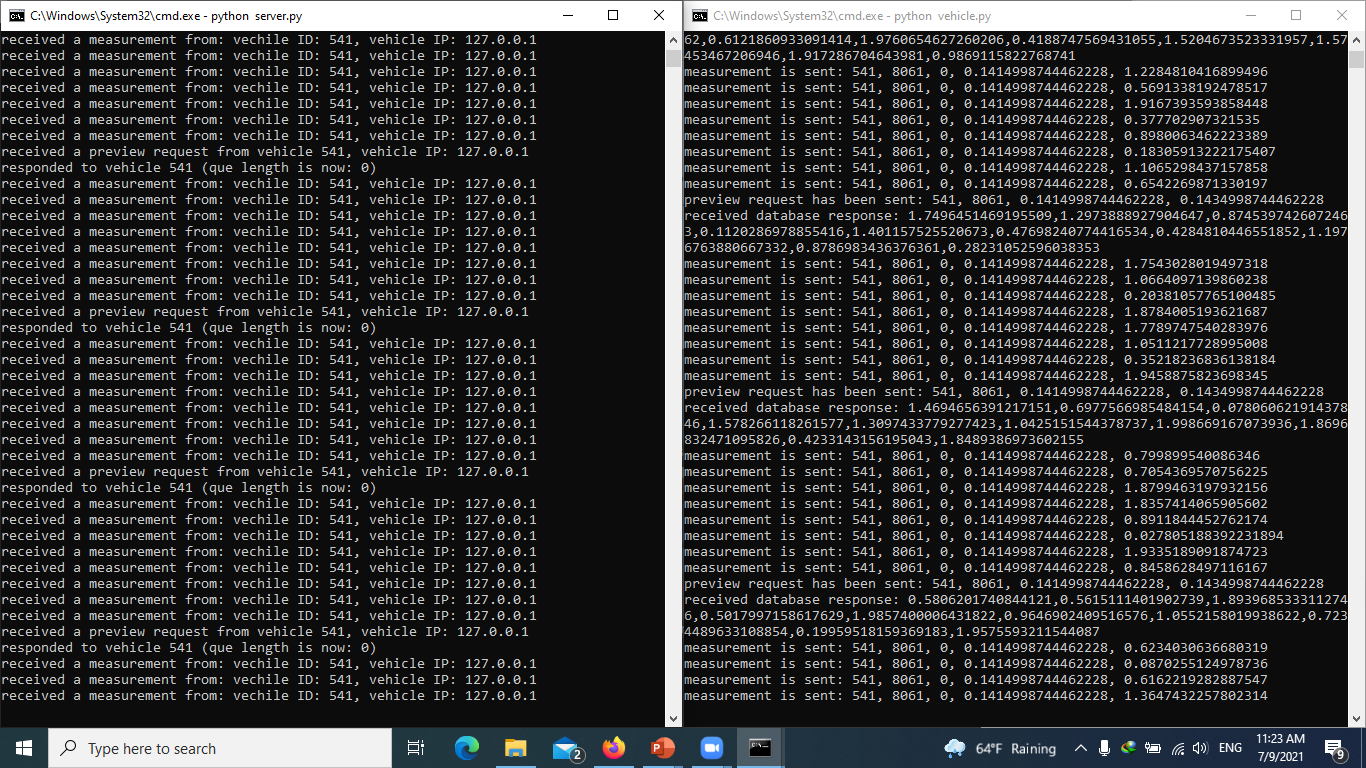 C:\Windows\System32\cmd.exe - python server.py
received a measurement from: vechile ID: 541, vehicle IP: 127.0.0.1
received a measurement from: vechile ID: 541, vehicle IP: 127.0.0.1
received a measurement from: vechile ID: 541, vehicle IP: 127.0.0.1
received a measurement from: vechile ID: 541, vehicle IP: 127.0.0.1
received a measurement from: vechile ID: 541, vehicle IP: 127.0.0.1
received a measurement from: vechile ID: 541, vehicle IP: 127.0.0.1
received a measurement from: vechile ID: 541, vehicle IP: 127.0.0.1
received a preview request from vehicle 541, vehicle IP: 127.0.0.1
responded to vehicle 541 (que length is now: 0)
received a measurement from: vechile ID: 541, vehicle IP: 127.0.0.1
received a measurement from: vechile ID: 541, vehicle IP: 127.0.0.1
received a measurement from: vechile ID: 541, vehicle IP: 127.0.0.1
received a measurement from: vechile ID: 541, vehicle IP: 127.0.0.1
received a measurement from: vechile ID: 541, vehicle IP: 127.0.0.1
received a measurement from: vechile ID: 541, vehicle IP: 127.0.0.1
received a measurement from: vechile ID: 541, vehicle IP: 127.0.0.1
received a measurement from: vechile ID: 541, vehicle IP: 127.0.0.1
received a preview request from vehicle 541, vehicle IP: 127.0.0.1
responded to vehicle 541 (que length is now: 0)
received a measurement from: vechile ID: 541, vehicle IP: 127.0.0.1
received a measurement from: vechile ID: 541, vehicle IP: 127.0.0.1
received a measurement from: vechile ID: 541, vehicle IP: 127.0.0.1
received a measurement from: vechile ID: 541, vehicle IP: 127.0.0.1
received a measurement from: vechile ID: 541, vehicle IP: 127.0.0.1
received a measurement from: vechile ID: 541, vehicle IP: 127.0.0.1
received a measurement from: vechile ID: 541, vehicle IP: 127.0.0.1
received a preview request from vehicle 541, vehicle IP: 127.0.0.1
responded to vehicle 541 (que length is now: 0)
received a measurement from: vechile ID: 541, vehicle IP: 127.0.0.1
received a measurement from: vechile ID: 541, vehicle IP: 127.0.0.1
received a measurement from: vechile ID: 541, vehicle IP: 127.0.0.1
received a measurement from: vechile ID: 541, vehicle IP: 127.0.0.1
received a measurement from: vechile ID: 541, vehicle IP: 127.0.0.1
received a measurement from: vechile ID: 541, vehicle IP: 127.0.0.1
received a measurement from: vechile ID: 541, vehicle IP: 127.0.0.1
received a measurement from: vechile ID: 541, vehicle IP: 127.0.0.1
received a preview request from vehicle 541, vehicle IP: 127.0.0.1
responded to vehicle 541 (que length is now: 0)
received a measurement from: vechile ID: 541, vehicle IP: 127.0.0.1
received a measurement from: vechile ID: 541, vehicle IP: 127.0.0.1
received a measurement from: vechile ID: 541, vehicle IP: 127.0.0.1
C:\Windows\System32\cmd.exe - python vehicle.py
62,0.6121860933091414,1.9760654627260206,0.4188747569431055,1.5204673523331957,1.57
453467206946,1.917286704643981,0.9869115822768741
measurement is sent: 541, 8061, 0, 0.1414998744462228, 1.2284810416899496
measurement is sent: 541, 8061, 0, 0.1414998744462228, 0.5691338192478517
measurement is sent: 541, 8061, 0, 0.1414998744462228, 1.9167393593858448
measurement is sent: 541, 8061, 0, 0.1414998744462228, 0.377702907321535
measurement is sent: 541, 8061, 0, 0.1414998744462228, 0.8980063462223389
measurement is sent: 541, 8061, 0, 0.1414998744462228, 0.18305913222175407
measurement is sent: 541, 8061, 0, 0.1414998744462228, 1.1065298437157858
measurement is sent: 541, 8061, 0, 0.1414998744462228, 0.6542269871330197
preview request has been sent: 541, 8061, 0.1414998744462228, 0.1434998744462228
received database response: 1.7496451469195509,1.2973888927904647,0.874539742607246
3,0.1120286978855416,1.401157525520673,0.47698240774416534,0.4284810446551852,1.197
6763880667332,0.8786983436376361,0.28231052596038353
measurement is sent: 541, 8061, 0, 0.1414998744462228, 1.7543028019497318
measurement is sent: 541, 8061, 0, 0.1414998744462228, 1.0664097139860238
measurement is sent: 541, 8061, 0, 0.1414998744462228, 0.20381057765100485
measurement is sent: 541, 8061, 0, 0.1414998744462228, 1.8784005193621687
measurement is sent: 541, 8061, 0, 0.1414998744462228, 1.7789747540283976
measurement is sent: 541, 8061, 0, 0.1414998744462228, 1.0511217728995008
measurement is sent: 541, 8061, 0, 0.1414998744462228, 0.35218236836138184
measurement is sent: 541, 8061, 0, 0.1414998744462228, 1.9458875823698345
preview request has been sent: 541, 8061, 0.1414998744462228, 0.1434998744462228
received database response: 1.4694656391217151,0.6977566985484154,0.078060621914378
46,1.578266118261577,1.3097433779277423,1.0425151544378737,1.998669167073936,1.8696
832471095826,0.4233143156195043,1.8489386973602155
measurement is sent: 541, 8061, 0, 0.1414998744462228, 0.799899540086346
measurement is sent: 541, 8061, 0, 0.1414998744462228, 0.7054369570756225
measurement is sent: 541, 8061, 0, 0.1414998744462228, 1.8799463197932156
measurement is sent: 541, 8061, 0, 0.1414998744462228, 1.8357414065905602
measurement is sent: 541, 8061, 0, 0.1414998744462228, 0.8911844452762174
measurement is sent: 541, 8061, 0, 0.1414998744462228, 0.027805188392231894
measurement is sent: 541, 8061, 0, 0.1414998744462228, 1.9335189091874723
measurement is sent: 541, 8061, 0, 0.1414998744462228, 0.8458628497116167
preview request has been sent: 541, 8061, 0.1414998744462228, 0.1434998744462228
received database response: 0.5806201740844121,0.5615111401902739,1.893968533311274
6,0.5017997158617629,1.9857400006431822,0.9646902409516576,1.0552158019938622,0.723
4489633108854,0.19959518159369183,1.9575593211544087
measurement is sent: 541, 8061, 0, 0.1414998744462228, 0.6234030636680319
measurement is sent: 541, 8061, 0, 0.1414998744462228, 0.0870255124978736
measurement is sent: 541, 8061, 0, 0.1414998744462228, 0.6162219282887547
measurement is sent: 541, 8061, 0, 0.1414998744462228, 1.3647432257802314
Type here to search
2
64°F Raining
ENG
11:23 AM
7/9/2021
9